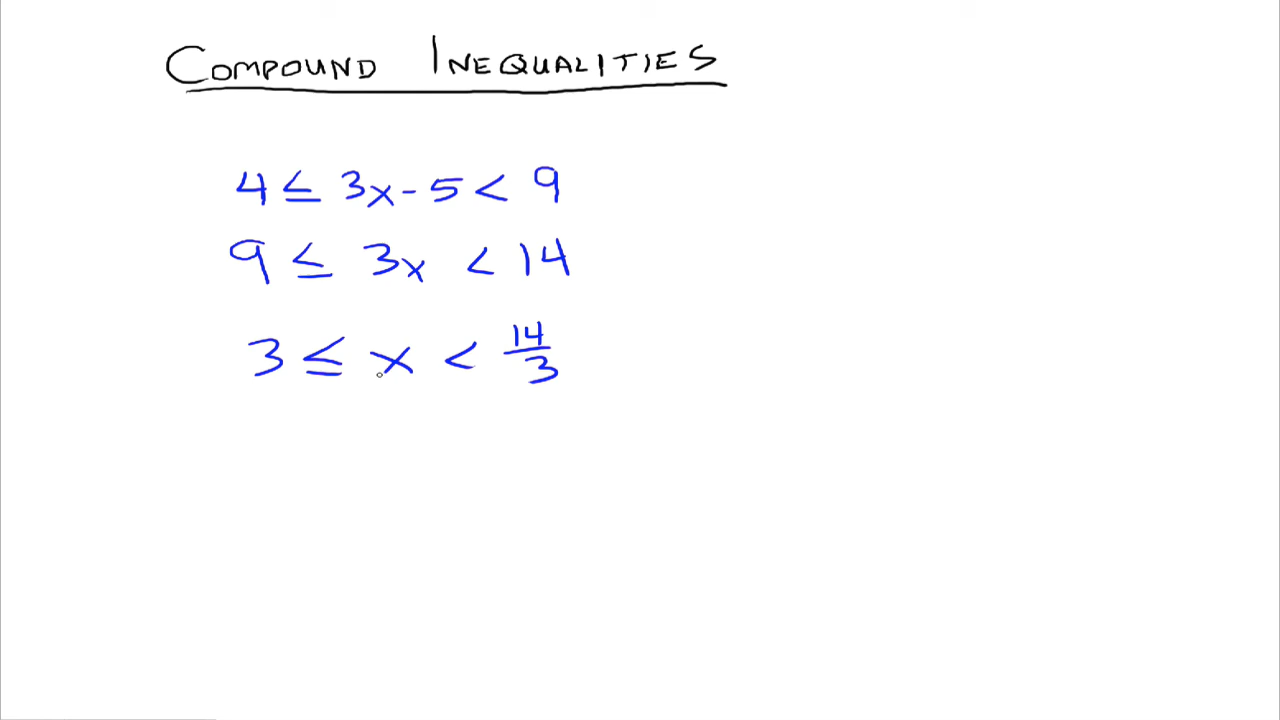 COMPOUND INEQUALITIES
4 ≤ 3x - 5 < 9
9 ≤ 3x < 14
3 ≤ x < 14/3